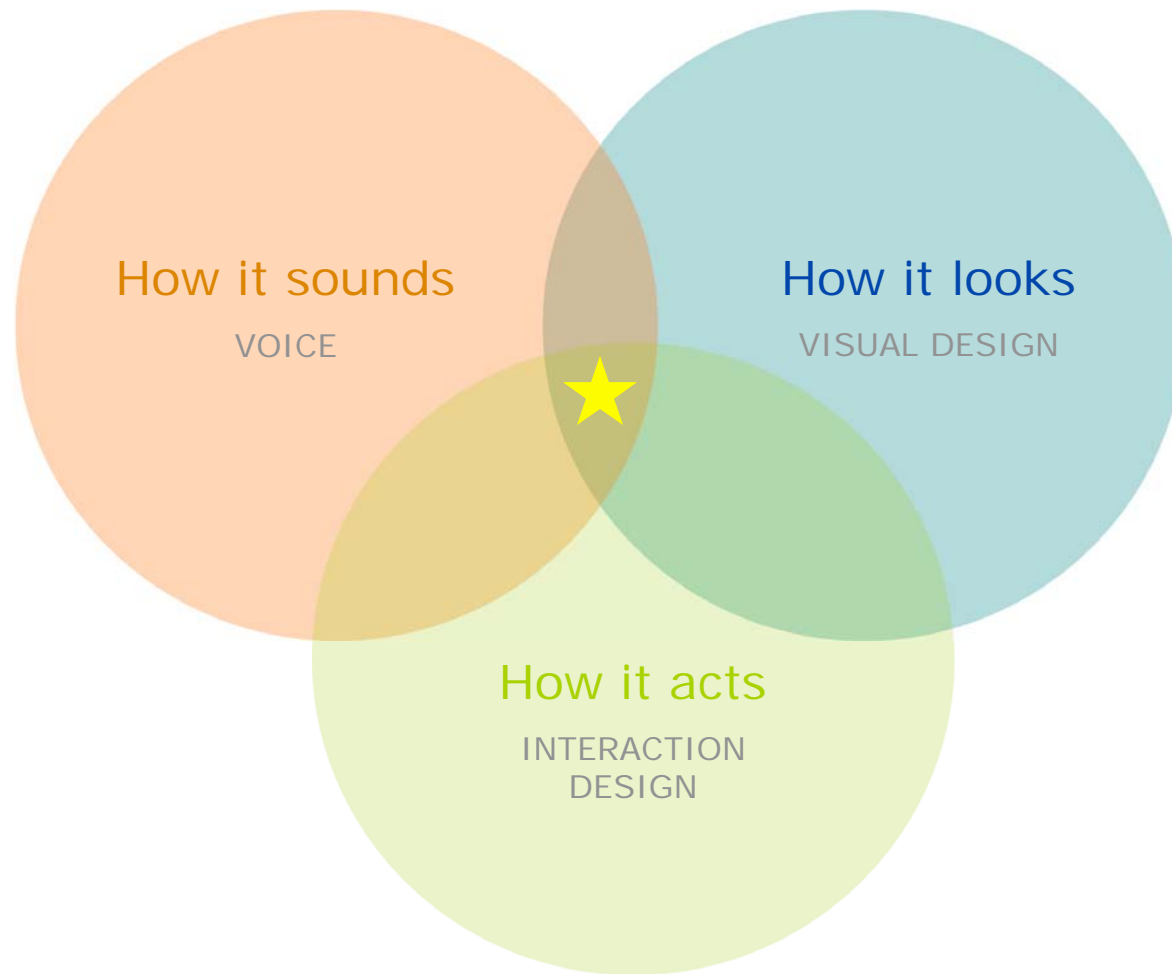 How it sounds
VOICE
How it looks
VISUAL DESIGN
How it acts
INTERACTION
DESIGN